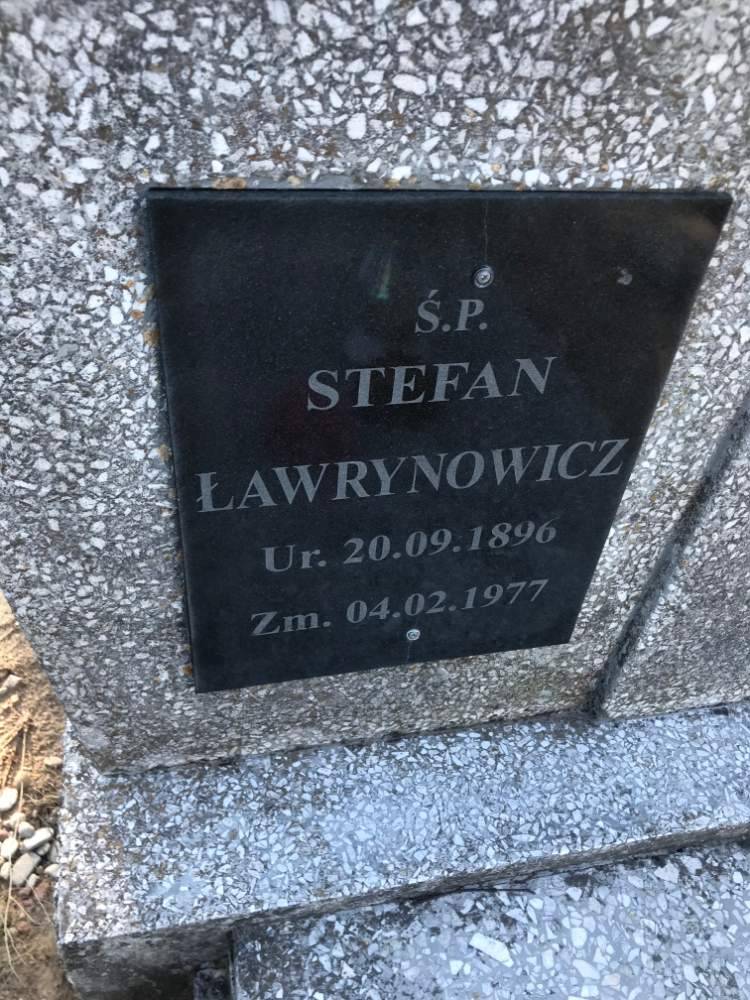 Ś.P.
STEFAN
ŁAWRYNOWICZ
Ur. 20.09.1896
Zm. 04.02.1977